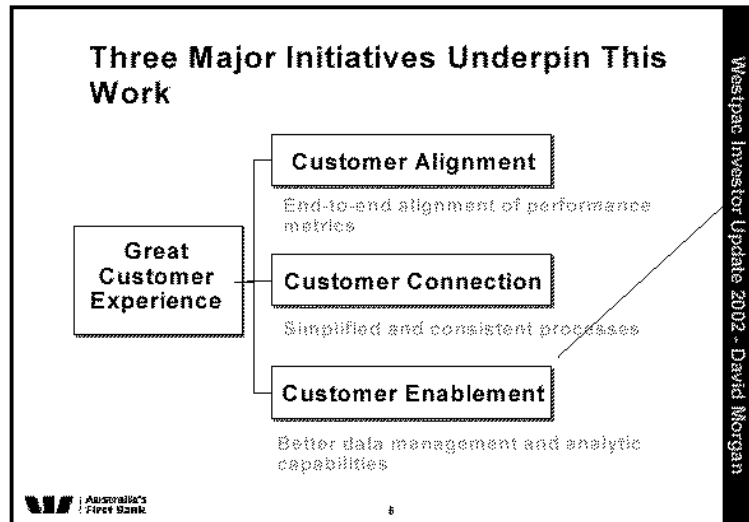 Three Major Initiatives Underpin This
Work
Great
Customer
Experience
Customer Alignment
End-to-end alignment of performance
metrics
Customer Connection
Simplified and consistent processes
Customer Enablement
Better data management and analytic
capabilities
Australia's
First Bank
Westpac Investor Update 2002 - David Morgan